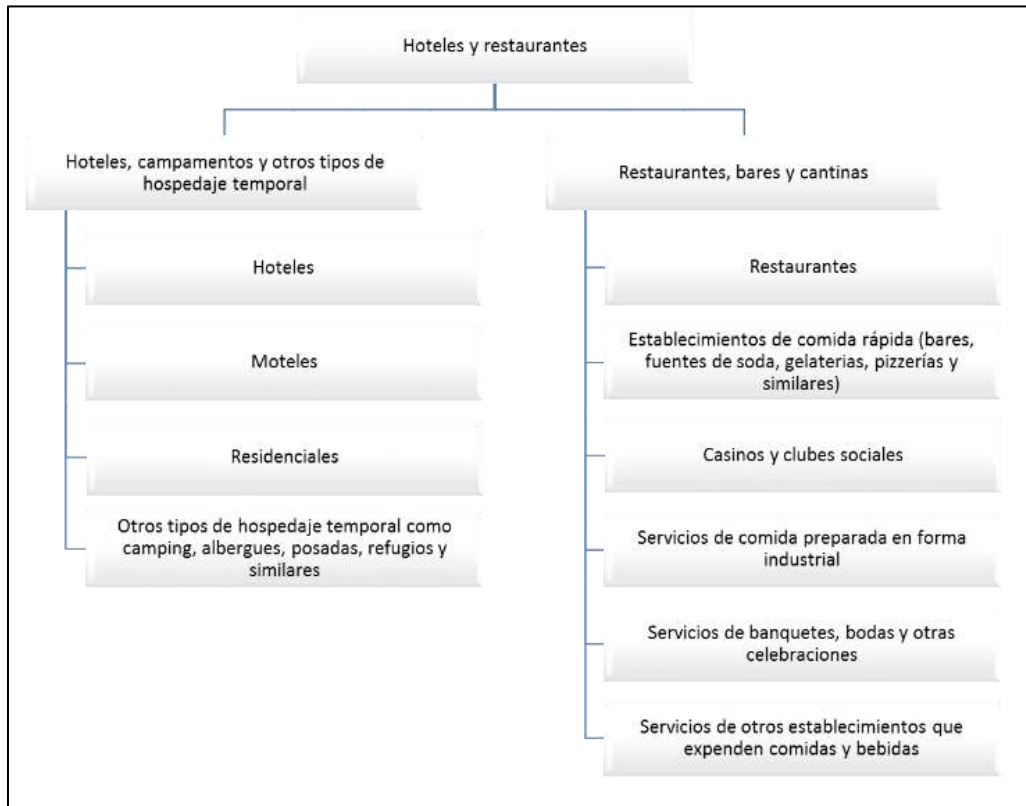 Hoteles y restaurantes
Hoteles, campamentos y otros tipos de
hospedaje temporal
Hoteles
Moteles
Residenciales
Otros tipos de hospedaje temporal como
camping, albergues, posadas, refugios y
similares
Restaurantes, bares y cantinas
Restaurantes
Establecimientos de comida rápida (bares,
fuentes de soda, gelaterias, pizzerías y
similares)
Casinos y clubes sociales
Servicios de comida preparada en forma
industrial
Servicios de banquetes, bodas y otras
celebraciones
Servicios de otros establecimientos que
expenden comidas y bebidas